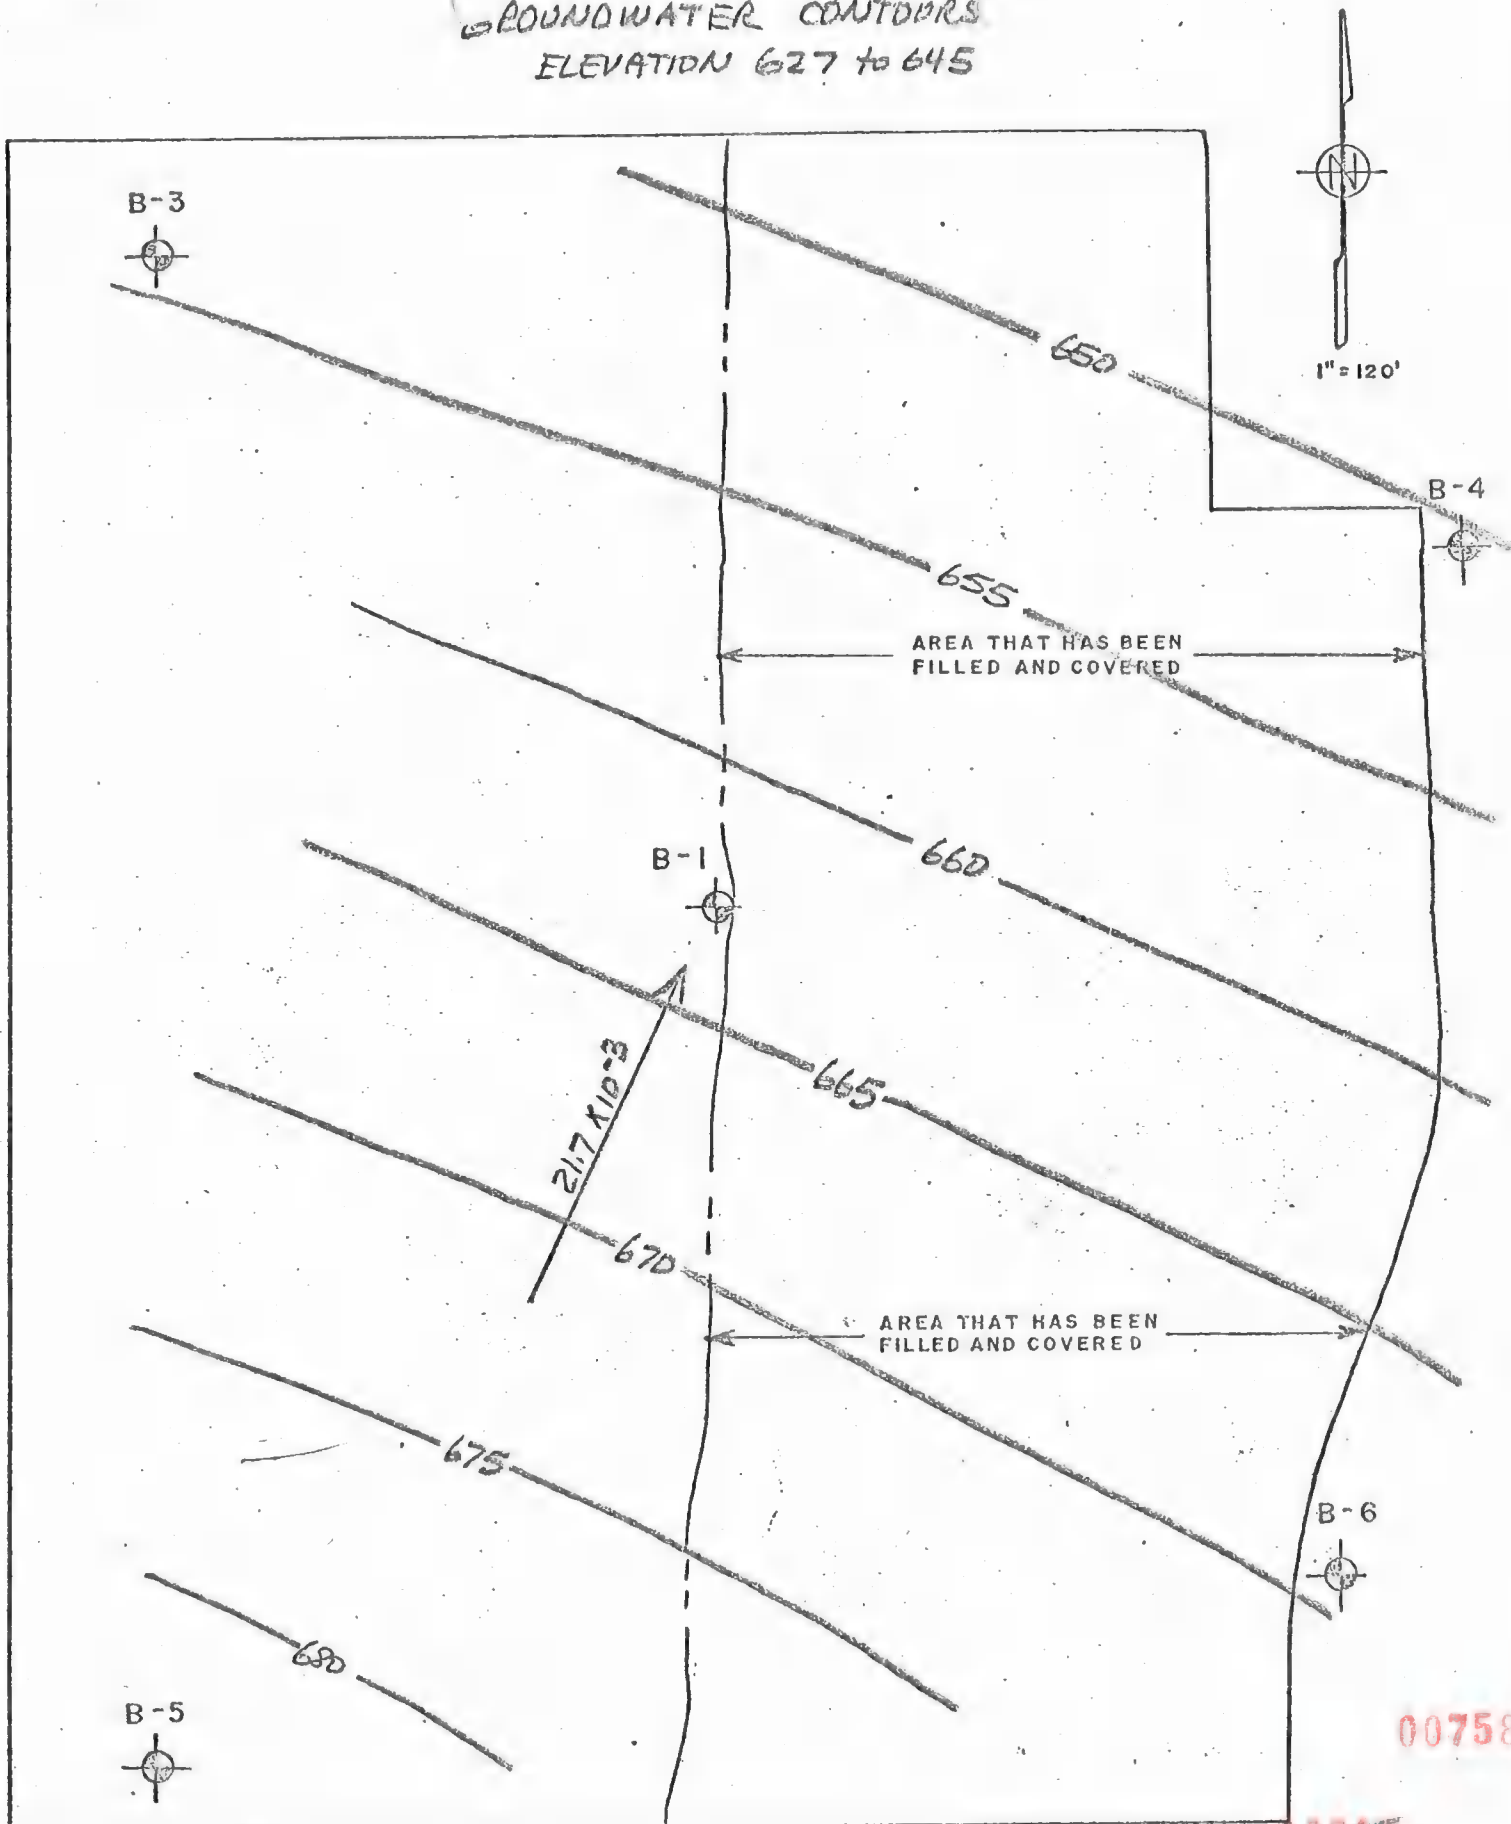 GROUNDWATER CONTOURS
ELEVATION 627 to 645
B-3
1"=120'
650
B-4
655
AREA THAT HAS BEEN
FILLED AND COVERED
B-1
660
665
21.7 X10-3
670
AREA THAT HAS BEEN
FILLED AND COVERED
675
B-6
680
B-5
00758
N